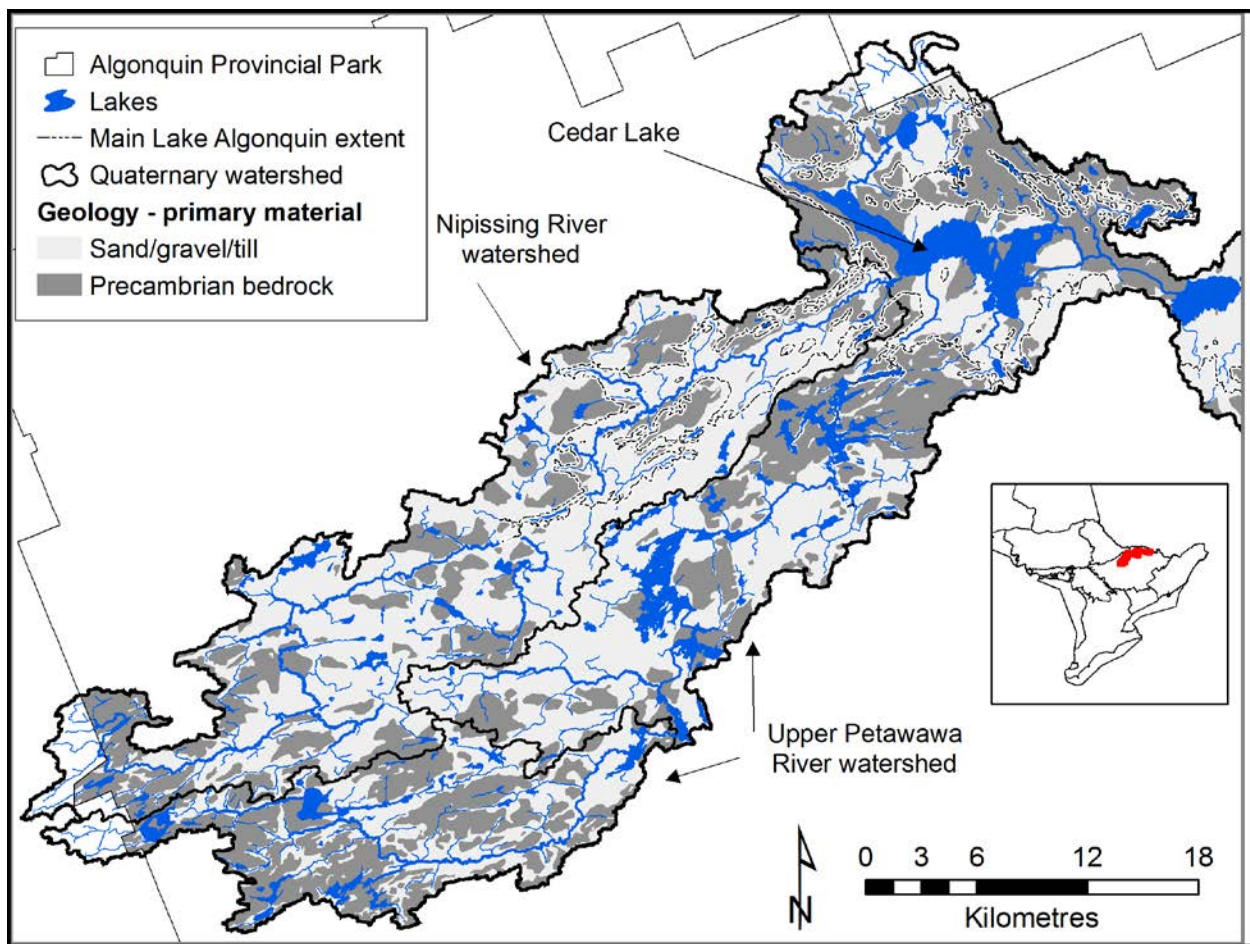 Algonquin Provincial Park
Lakes
Main Lake Algonquin extent
Quaternary watershed
Geology - primary material
Sand/gravel/till
Precambrian bedrock
Cedar Lake
Nipissing River
watershed
Upper Petawawa
River watershed
N
0 3 6 12 18
Kilometres